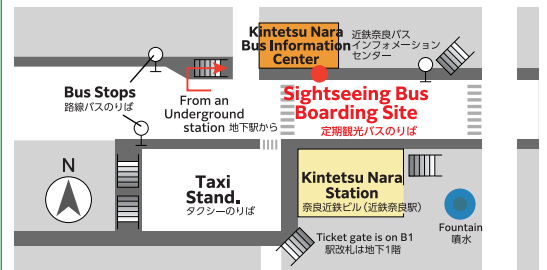 Kintetsu Nara
Bus Information
Center
近鉄奈良バス
インフォメーション
センター
Bus Stops
路線バスのりば
From an
Underground
station 地下駅から
Sightseeing Bus
Boarding Site
定期観光バスのりば
N
Taxi
Stand.
タクシーのりば
Kintetsu Nara
Station
奈良近鉄ビル(近鉄奈良駅)
Fountain
噴水
Ticket gate is on B1
駅改札は地下1階